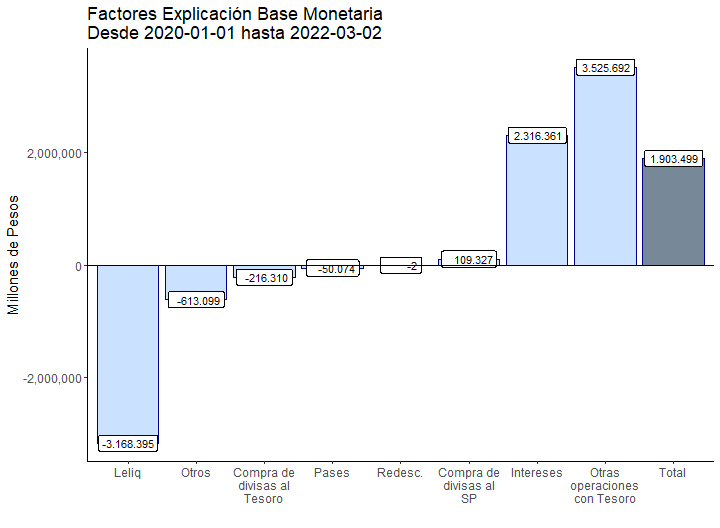 Factores Explicación Base Monetaria
Desde 2020-01-01 hasta 2022-03-02
Millones de Pesos
2,000,000
0
-2,000,000
-3.168.395
-613.099
-216.310
-50.074
-2
109.327
2.316.361
3.525.692
1.903.499
Leliq
Otros
Compra de
divisas al
Tesoro
Pases
Redesc.
Compra de
divisas al
SP
Intereses
Otras
operaciones
con Tesoro
Total